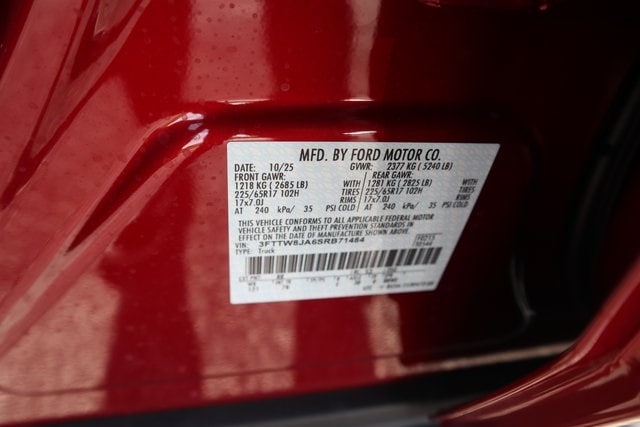 MFD. BY FORD MOTOR CO.
DATE: 10/25 GVWR: 2377 KG ( 5240 LB)
FRONT GAWR: REAR GAWR:
1218 KG ( 2685 LB) WITH 1281 KG ( 2825 LB) WITH
225/65R17 102H TIRES 225/65R17 102H TIRES
17x7.0J RIMS 17x7.0J RIMS
AT 240 kPa/ 35 PSI COLD AT 240 kPa/ 35 PSI COLD
THIS VEHICLE CONFORMS TO ALL APPLICABLE FEDERAL MOTOR
VEHICLE SAFETY AND THEFT PREVENTION STANDARDS IN
EFFECT ON THE DATE OF MANUFACTURE SHOWN ABOVE.
VIN: 3FTTW8JA6SRB71484
TYPE: Truck